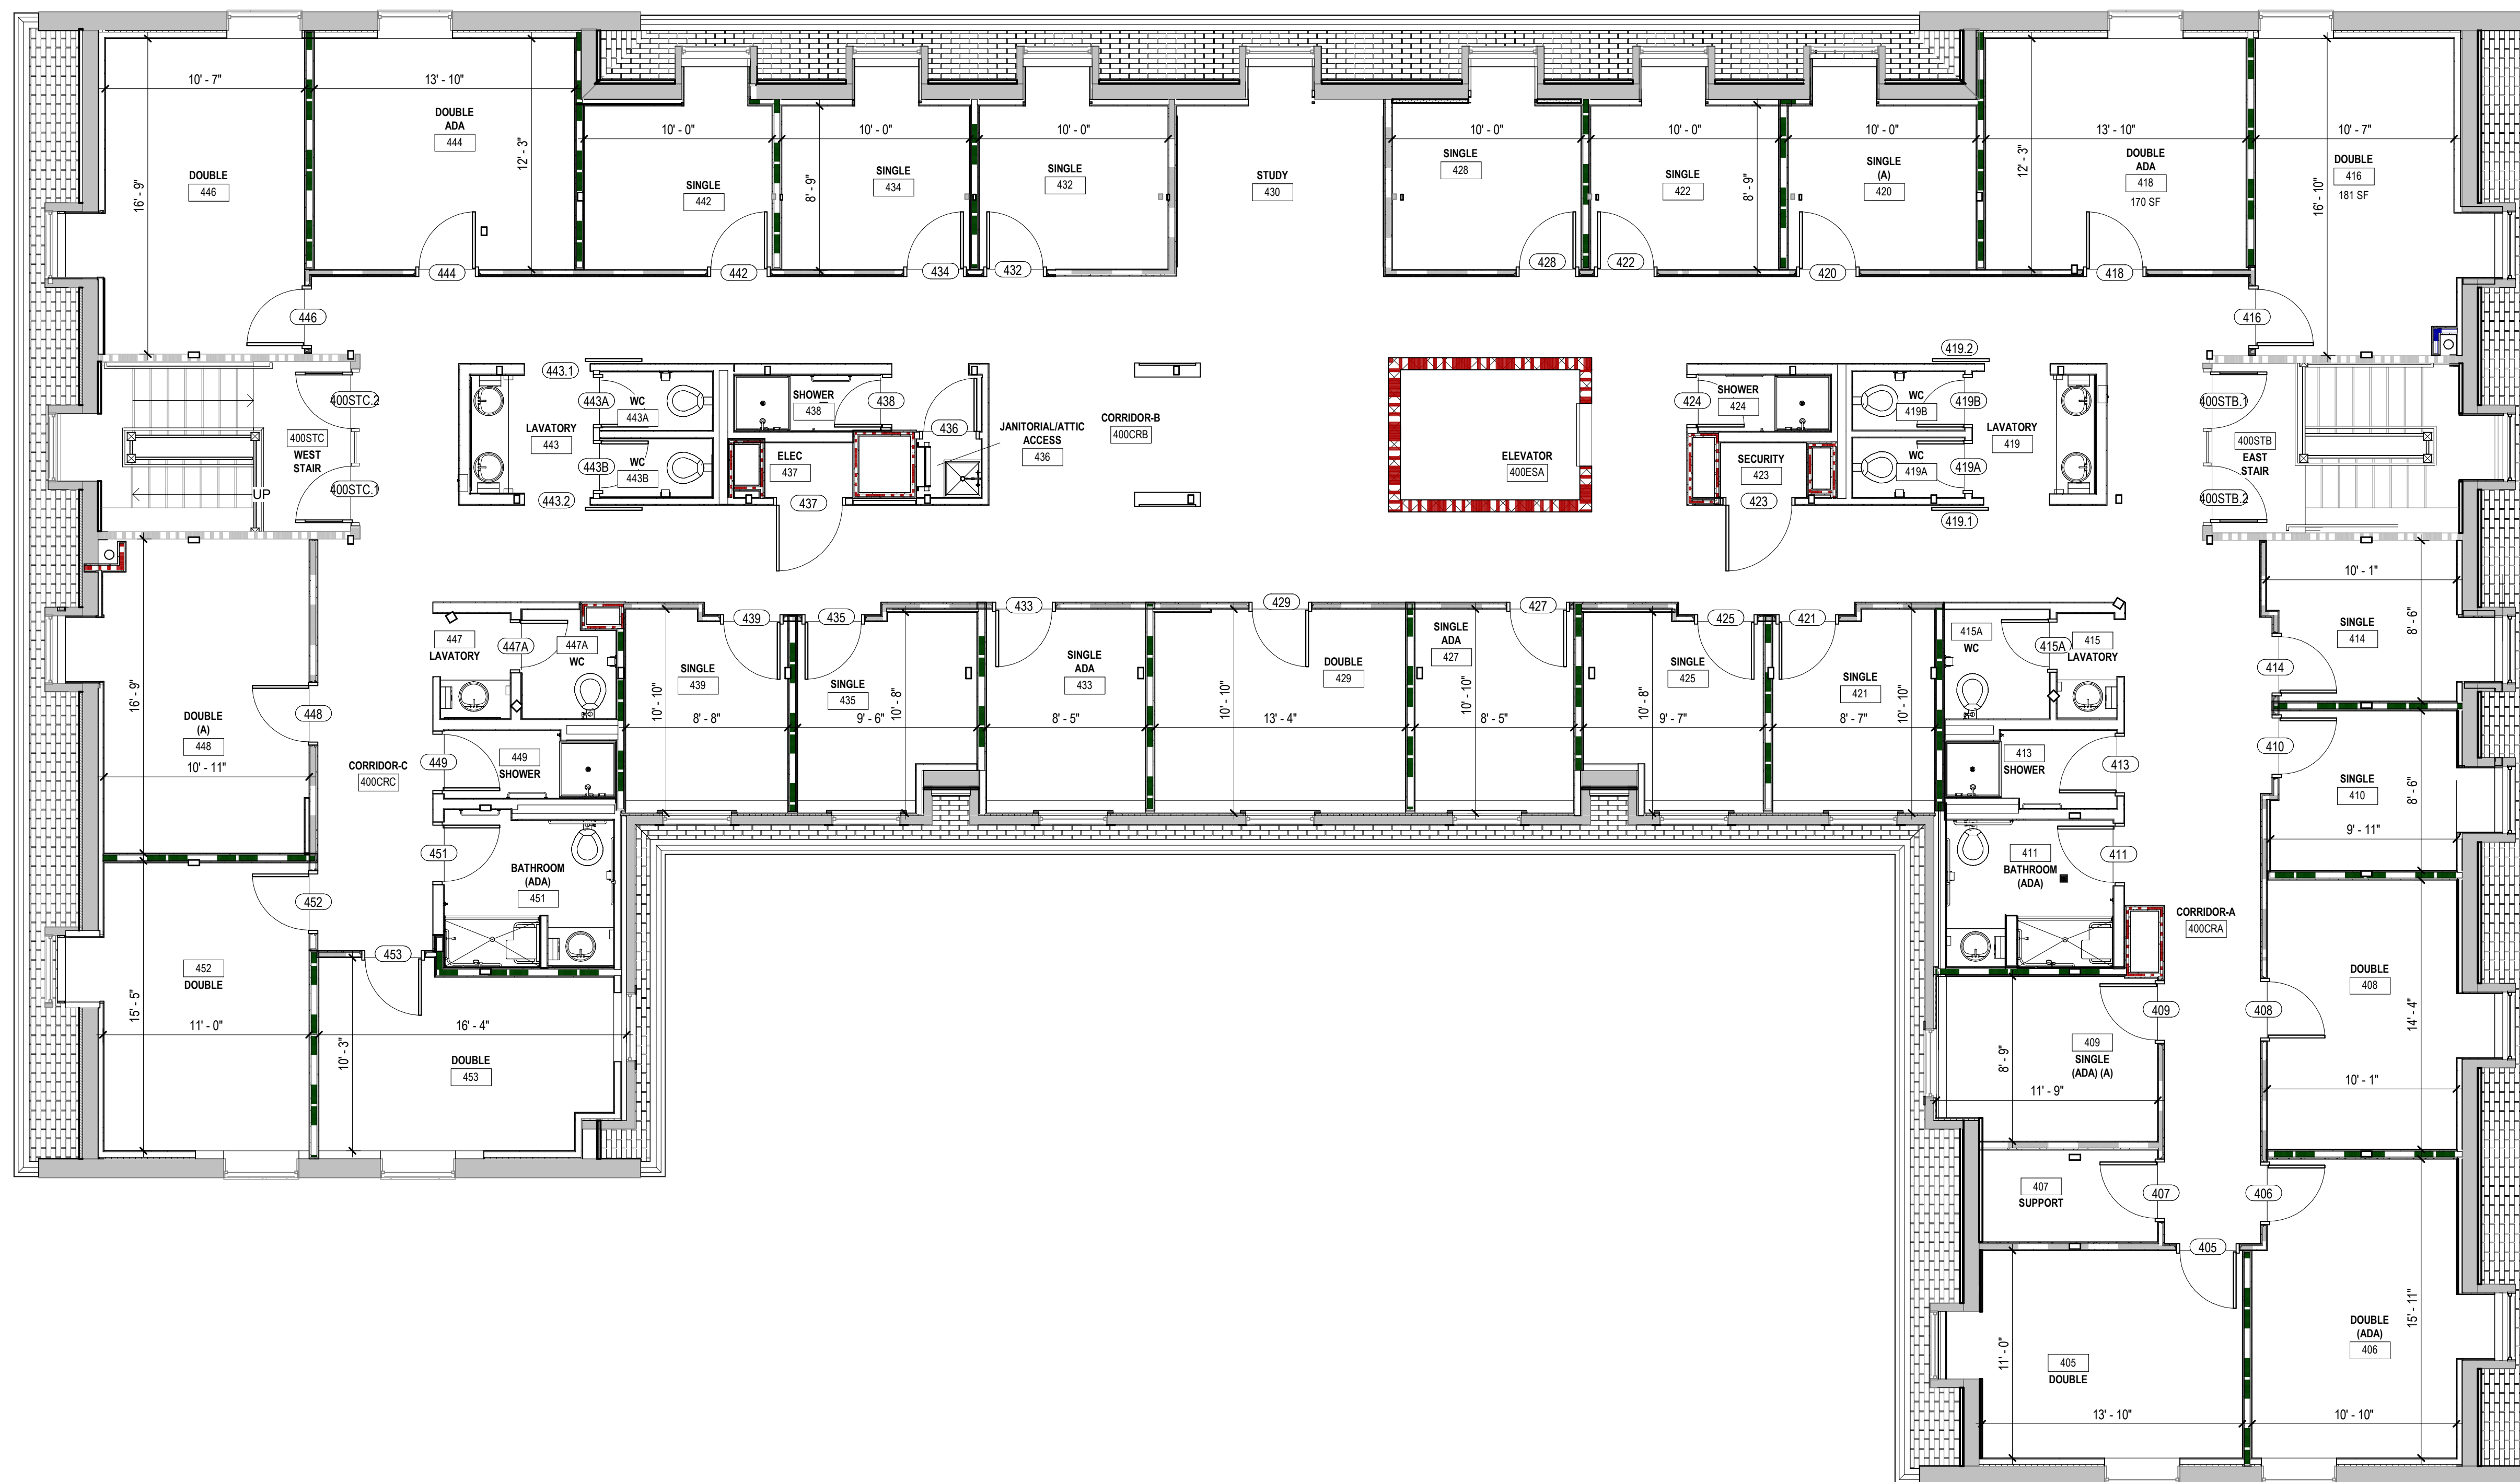 10' - 7"
13' - 10"
DOUBLE
ADA
444
12' - 3"
16' - 9"
DOUBLE
446
10' - 0"
SINGLE
442
10' - 0"
8' - 9"
SINGLE
434
10' - 0"
SINGLE
432
STUDY
430
10' - 0"
SINGLE
428
10' - 0"
SINGLE
422
8' - 9"
10' - 0"
SINGLE
(A)
420
13' - 10"
12' - 3"
DOUBLE
ADA
418
170 SF
10' - 7"
DOUBLE
416
181 SF
16' - 10"
444
442
434
432
428
422
420
418
446
416
400STC.2
400STC
WEST
STAIR
400STC.1
UP
443.1
LAVATORY
443
443.2
443A
WC
443A
443B
WC
443B
SHOWER
438
438
ELEC
437
437
436
JANITORIAL/ATTIC
ACCESS
436
CORRIDOR-B
400CRB
ELEVATOR
400ESA
424
SHOWER
424
SECURITY
423
423
419.2
WC
419B
419B
WC
419A
419A
419.1
LAVATORY
419
400STB.1
400STB
EAST
STAIR
400STB.2
447
LAVATORY
447A
447A
WC
439
435
433
429
427
425
421
10' - 10"
SINGLE
439
8' - 8"
SINGLE
435
9' - 6"
10' - 8"
SINGLE
ADA
433
8' - 5"
10' - 10"
DOUBLE
429
13' - 4"
SINGLE
ADA
427
10' - 10"
8' - 5"
10' - 8"
SINGLE
425
9' - 7"
SINGLE
421
8' - 7"
10' - 10"
415A
WC
415A
415
LAVATORY
10' - 1"
SINGLE
414
8' - 6"
414
410
SINGLE
410
8' - 6"
9' - 11"
16' - 9"
DOUBLE
(A)
448
10' - 11"
448
CORRIDOR-C
400CRC
449
449
SHOWER
451
BATHROOM
(ADA)
451
413
SHOWER
413
411
BATHROOM
(ADA)
411
CORRIDOR-A
400CRA
452
452
DOUBLE
15' - 5"
11' - 0"
453
16' - 4"
10' - 3"
DOUBLE
453
409
409
SINGLE
(ADA) (A)
8' - 9"
11' - 9"
408
DOUBLE
408
14' - 4"
10' - 1"
407
SUPPORT
407
406
405
11' - 0"
405
DOUBLE
13' - 10"
DOUBLE
(ADA)
406
15' - 11"
10' - 10"